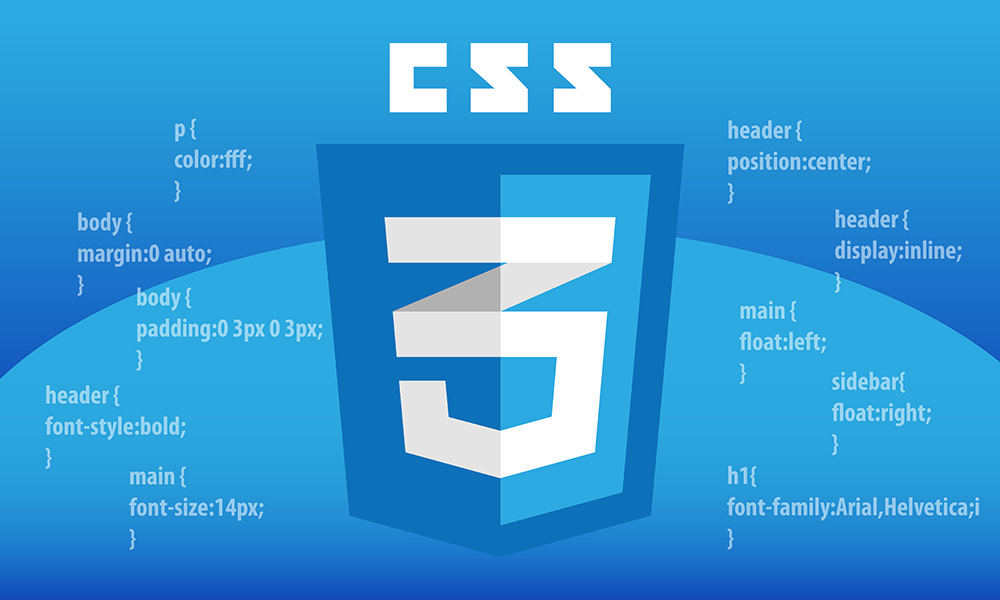 CSS
3
p {
color:fff;
}
body {
margin:0 auto;
}
body {
padding:0 3px 0 3px;
}
header {
font-style:bold;
}
main {
font-size:14px;
}
header {
position:center;
}
header {
display:inline;
}
main {
float:left;
}
sidebar{
float:right;
}
h1{
font-family:Arial,Helvetica;i
}